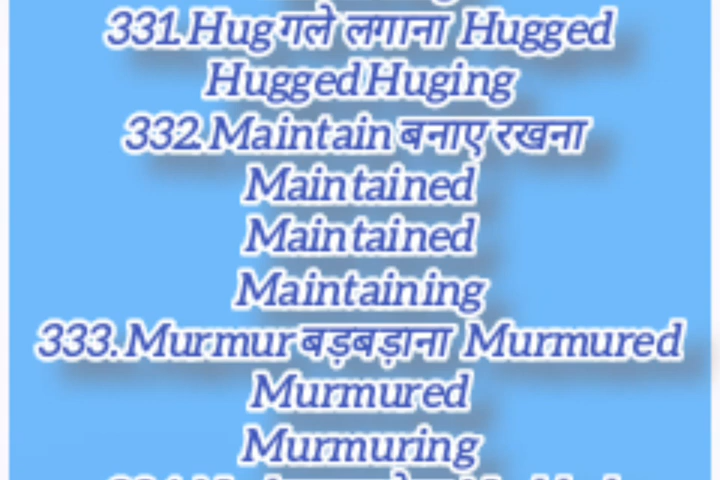 331.Hug गले लगाना Hugged
Hugged Huging
332.Maintain बनाए रखना
Maintained
Maintained
Maintaining
333. Murmur बड़बड़ाना Murmured
Murmured
Murmuring